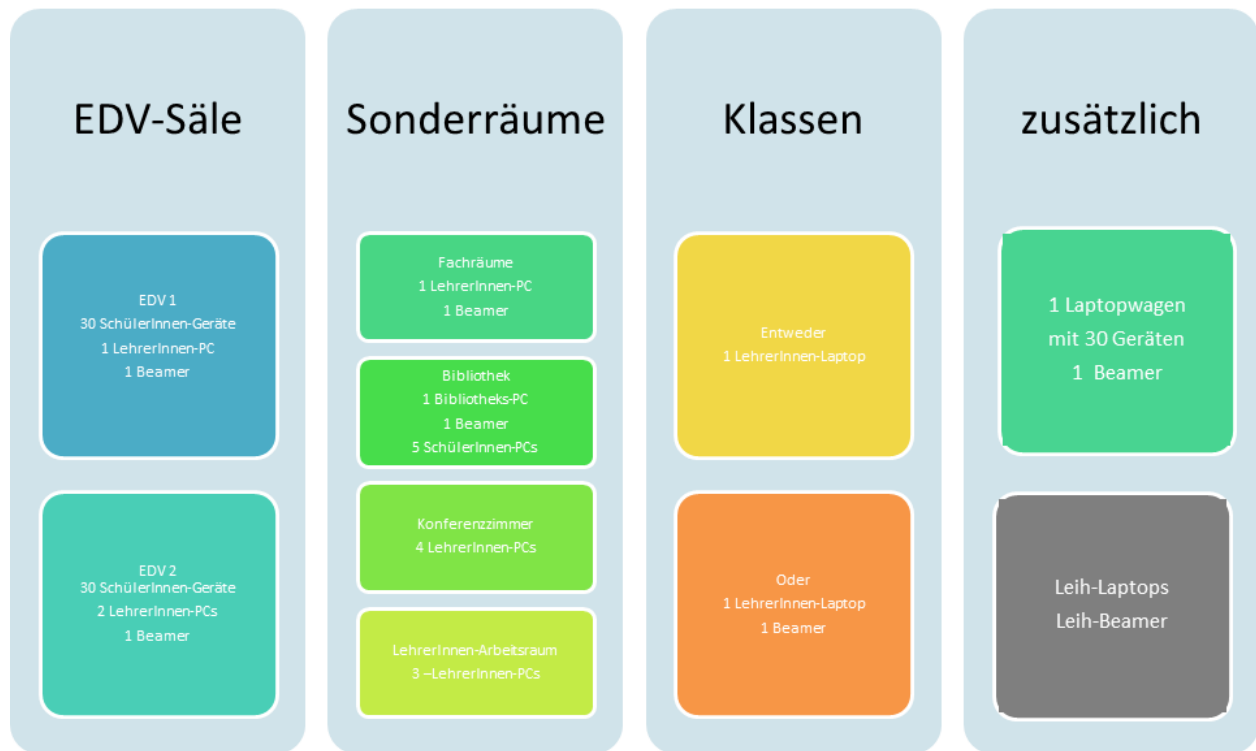 EDV-Säle
EDV 1
30 SchülerInnen-Geräte
1 LehrerInnen-PC
1 Beamer
EDV 2
30 SchülerInnen-Geräte
2 LehrerInnen-PCs
1 Beamer
Sonderräume
Fachräume
1 LehrerInnen-PC
1 Beamer
Bibliothek
1 Bibliotheks-PC
1 Beamer
5 SchülerInnen-PCs
Konferenzzimmer
4 LehrerInnen-PCs
LehrerInnen-Arbeitsraum
3 –LehrerInnen-PCs
Klassen
Entweder
1 LehrerInnen-Laptop
Oder
1 LehrerInnen-Laptop
1 Beamer
zusätzlich
1 Laptopwagen
mit 30 Geräten
1 Beamer
Leih-Laptops
Leih-Beamer